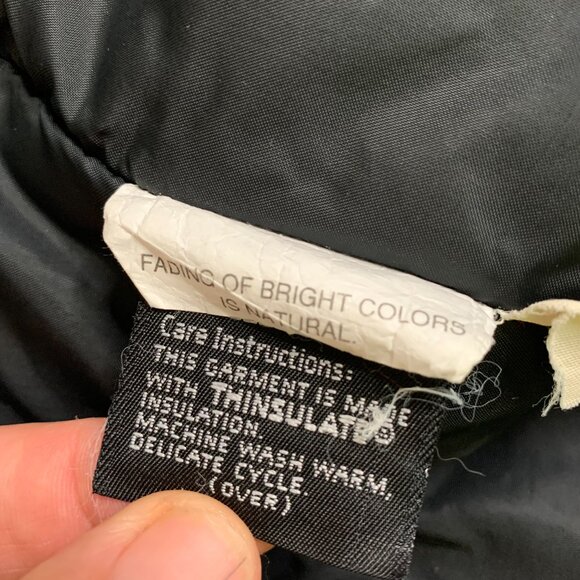 FADING OF BRIGHT COLORS
IS NATURAL.
Care Instructions:
THIS GARMENT IS MADE
WITH THINSULATE®
INSULATION.
MACHINE WASH WARM,
DELICATE CYCLE.
(OVER)